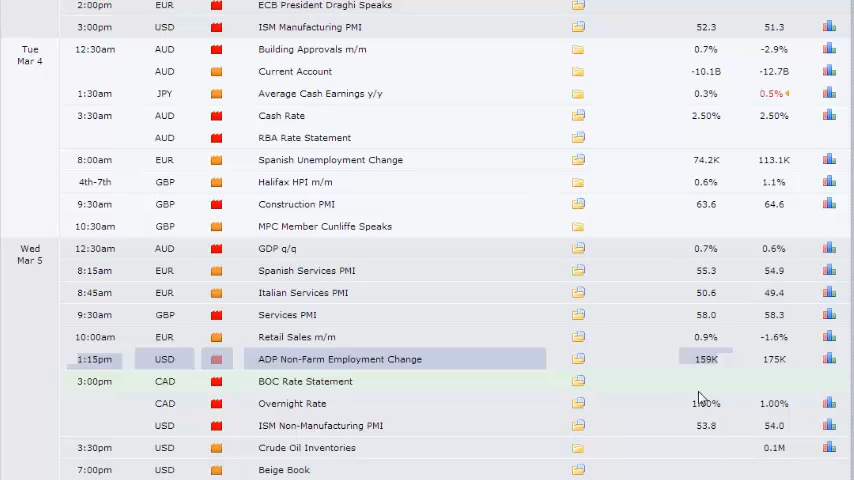 2:00pm EUR ECB President Draghi Speaks
3:00pm USD ISM Manufacturing PMI 52.3 51.3
Tue 12:30am AUD Building Approvals m/m 0.7% -2.9%
Mar 4
AUD Current Account -10.1B -12.7B
1:30am JPY Average Cash Earnings y/y 0.3% 0.5%
3:30am AUD Cash Rate 2.50% 2.50%
AUD RBA Rate Statement
8:00am EUR Spanish Unemployment Change 74.2K 113.1K
4th-7th GBP Halifax HPI m/m 0.6% 1.1%
9:30am GBP Construction PMI 63.6 64.6
10:30am GBP MPC Member Cunliffe Speaks
Wed 12:30am AUD GDP q/q 0.7% 0.6%
Mar 5
8:15am EUR Spanish Services PMI 55.3 54.9
8:45am EUR Italian Services PMI 50.6 49.4
9:30am GBP Services PMI 58.0 58.3
10:00am EUR Retail Sales m/m 0.9% -1.6%
1:15pm USD ADP Non-Farm Employment Change 159K 175K
3:00pm CAD BOC Rate Statement
CAD Overnight Rate 1.00% 1.00%
USD ISM Non-Manufacturing PMI 53.8 54.0
3:30pm USD Crude Oil Inventories 0.1M
7:00pm USD Beige Book